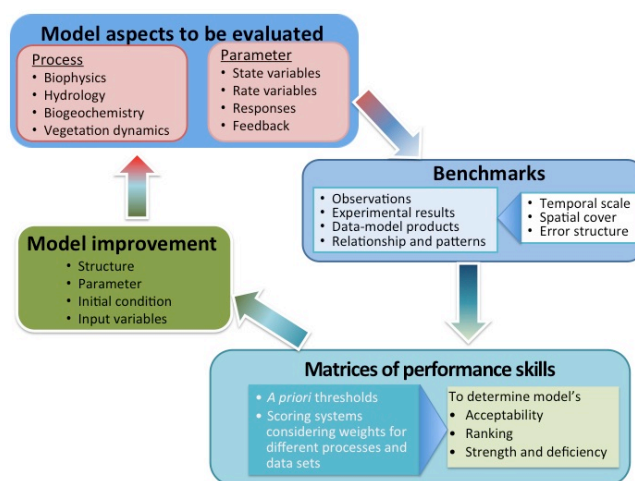 Model aspects to be evaluated
Process
• Biophysics
• Hydrology
• Biogeochemistry
• Vegetation dynamics
Parameter
• State variables
• Rate variables
• Responses
• Feedback
Benchmarks
• Observations
• Experimental results
• Data-model products
• Relationship and patterns
• Temporal scale
• Spatial cover
• Error structure
Model improvement
• Structure
• Parameter
• Initial condition
• Input variables
Matrices of performance skills
• A priori thresholds
• Scoring systems
considering weights for
different processes and
data sets
To determine model's
• Acceptability
• Ranking
• Strength and deficiency